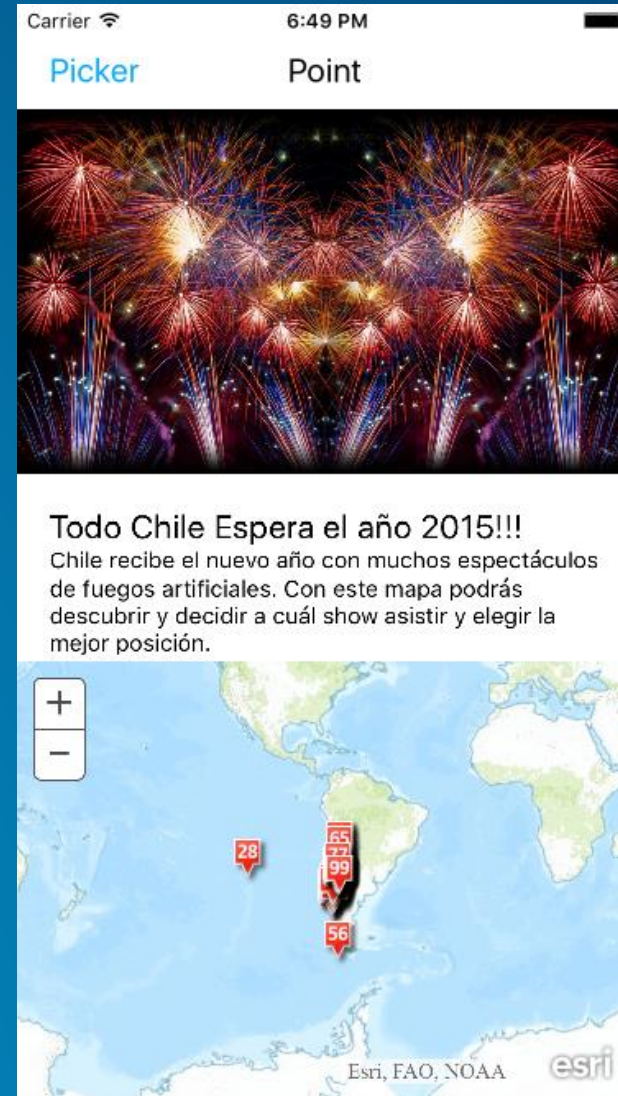 Carrier 6:49 PM
Picker Point
Todo Chile Espera el año 2015!!!
Chile recibe el nuevo año con muchos espectáculos
de fuegos artificiales. Con este mapa podrás
descubrir y decidir a cuál show asistir y elegir la
mejor posición.
+
−
65
77
28
99
56
Esri, FAO, NOAA esri